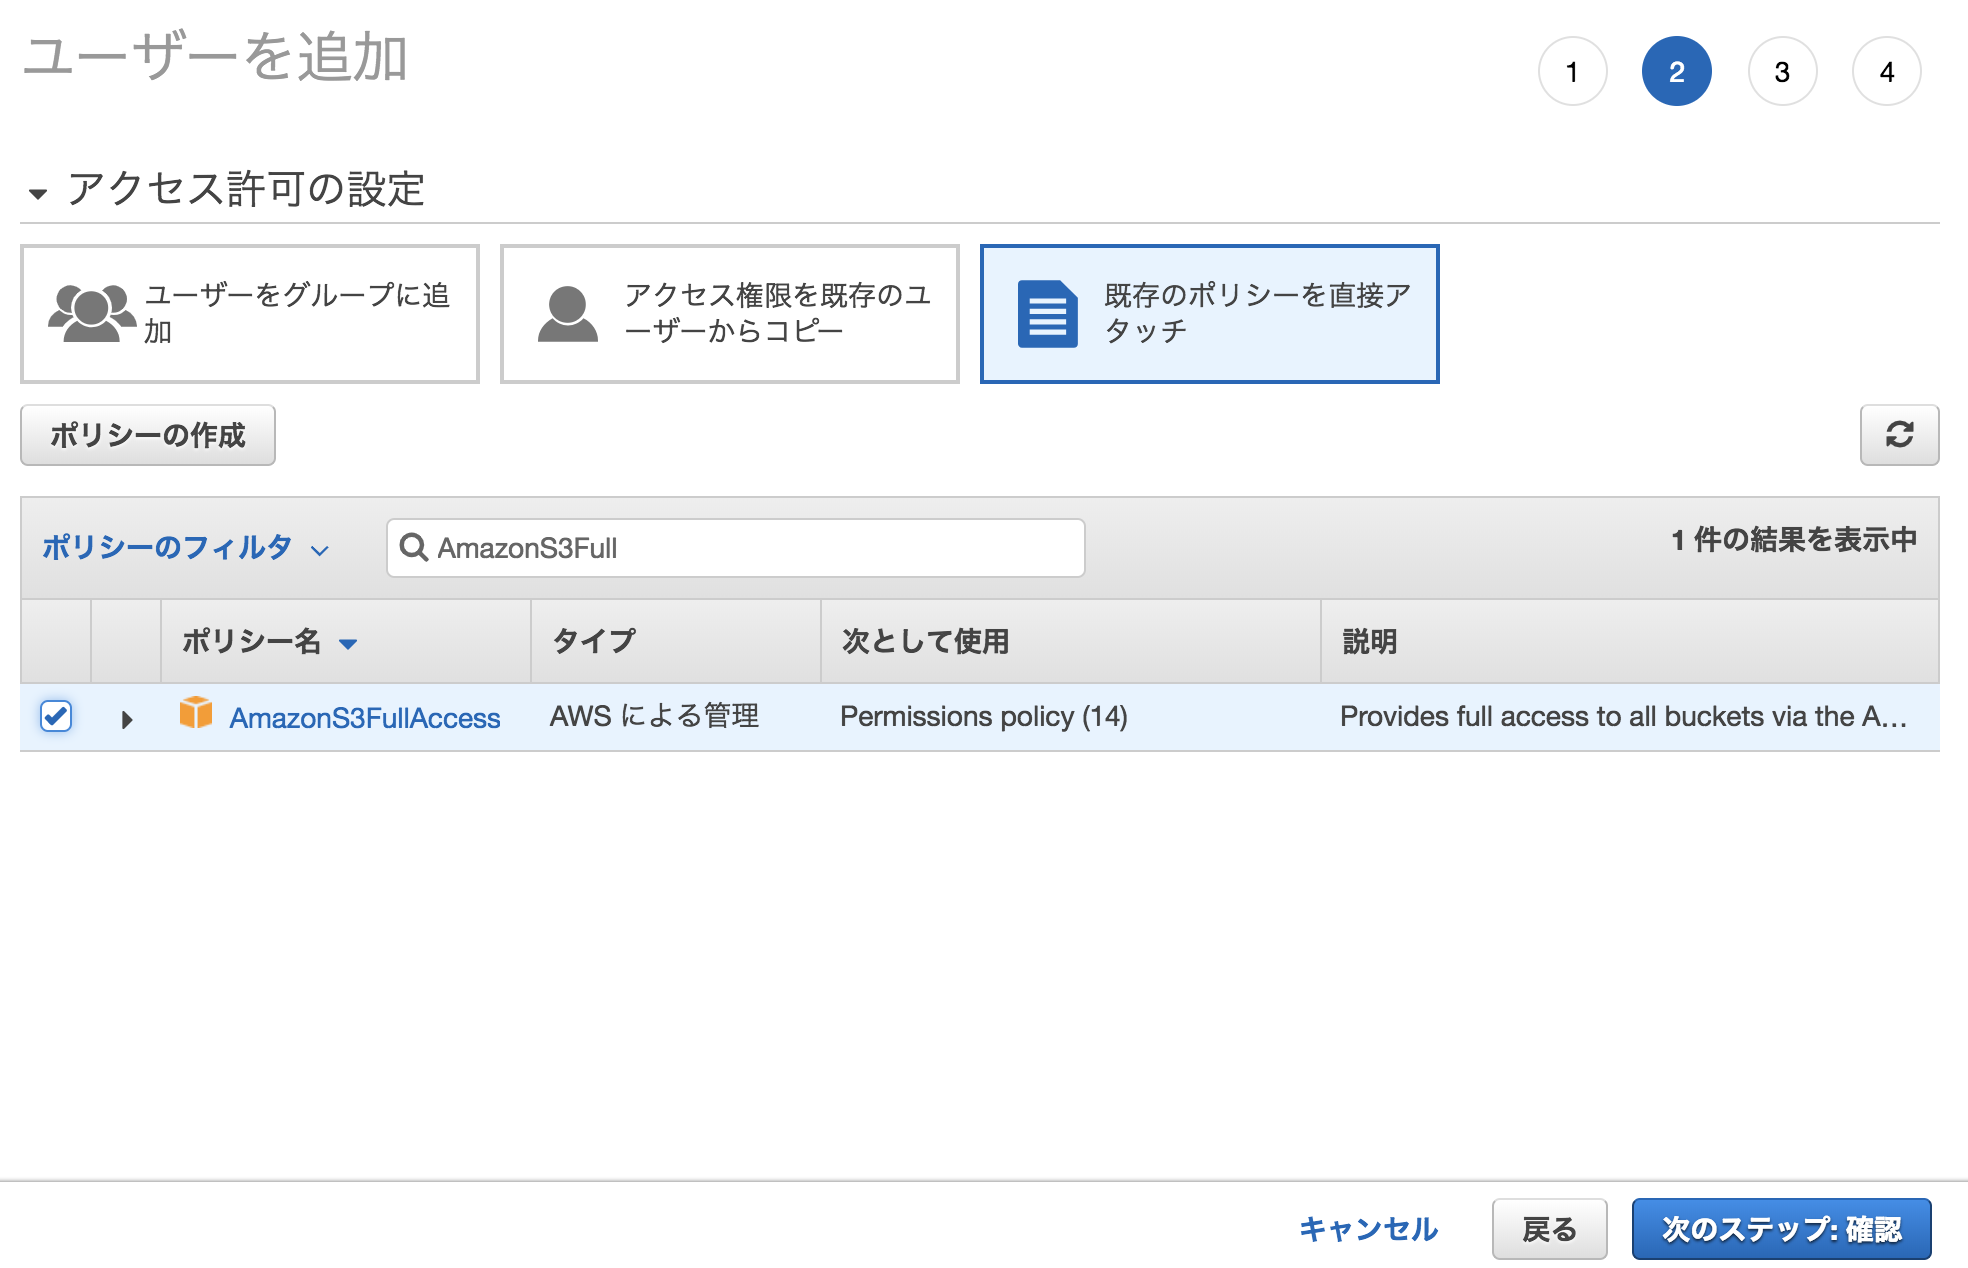 ユーザーを追加
1 2 3 4
アクセス許可の設定
ユーザーをグループに追
加
アクセス権限を既存のユ
ーザーからコピー
既存のポリシーを直接ア
タッチ
ポリシーの作成
ポリシーのフィルタ AmazonS3Full 1 件の結果を表示中
ポリシー名 タイプ 次として使用 説明
AmazonS3FullAccess AWS による管理 Permissions policy (14) Provides full access to all buckets via the A...
キャンセル 戻る 次のステップ: 確認